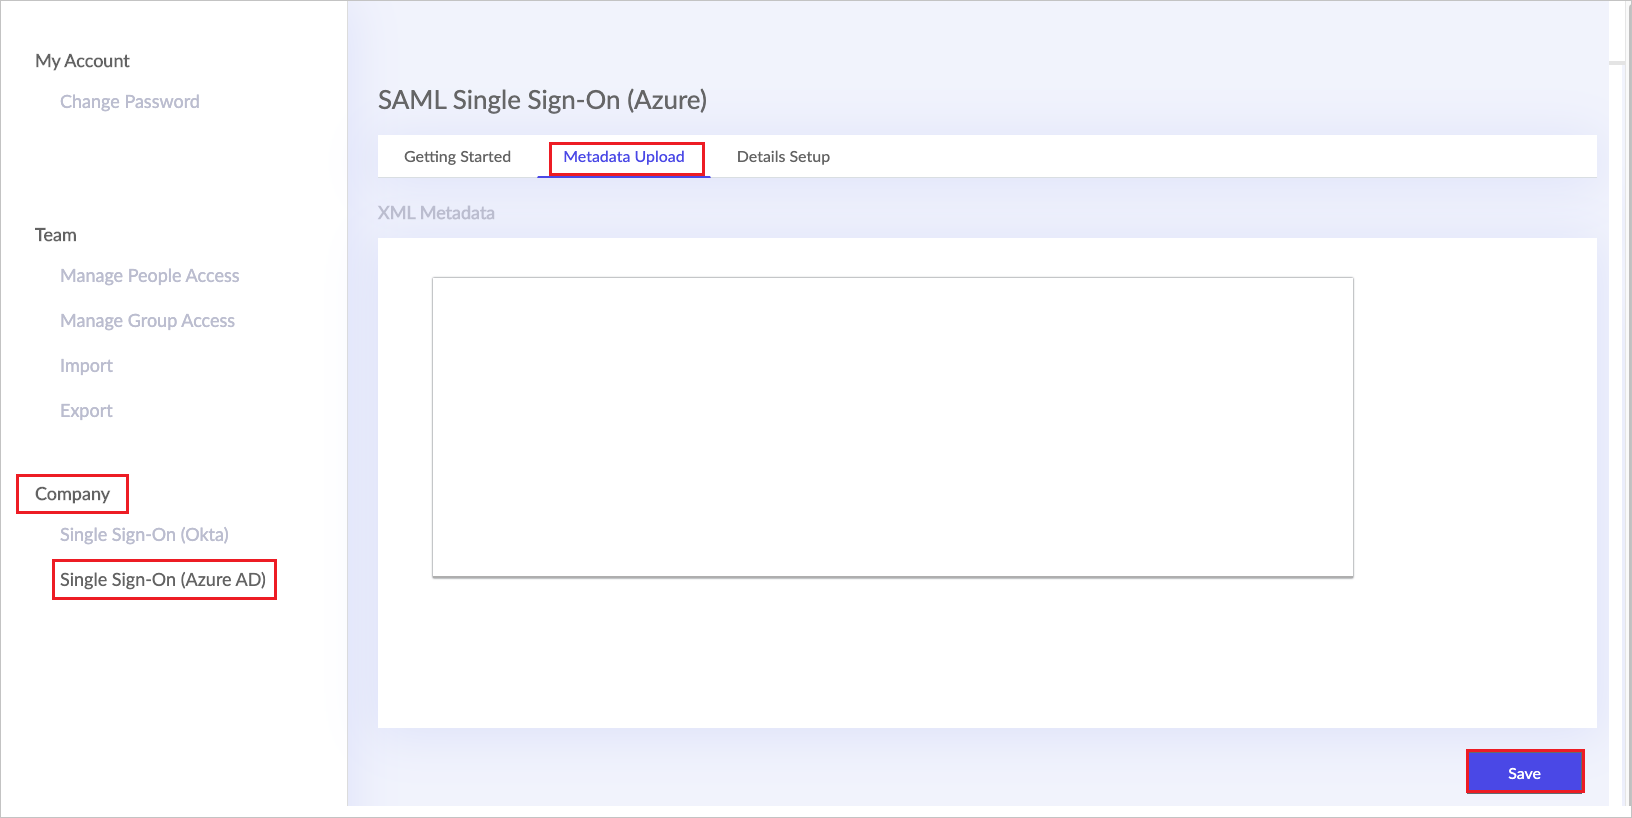 My Account
Change Password
Team
Manage People Access
Manage Group Access
Import
Export
Company
Single Sign-On (Okta)
Single Sign-On (Azure AD)
SAML Single Sign-On (Azure)
Getting Started
Metadata Upload
Details Setup
XML Metadata
Save